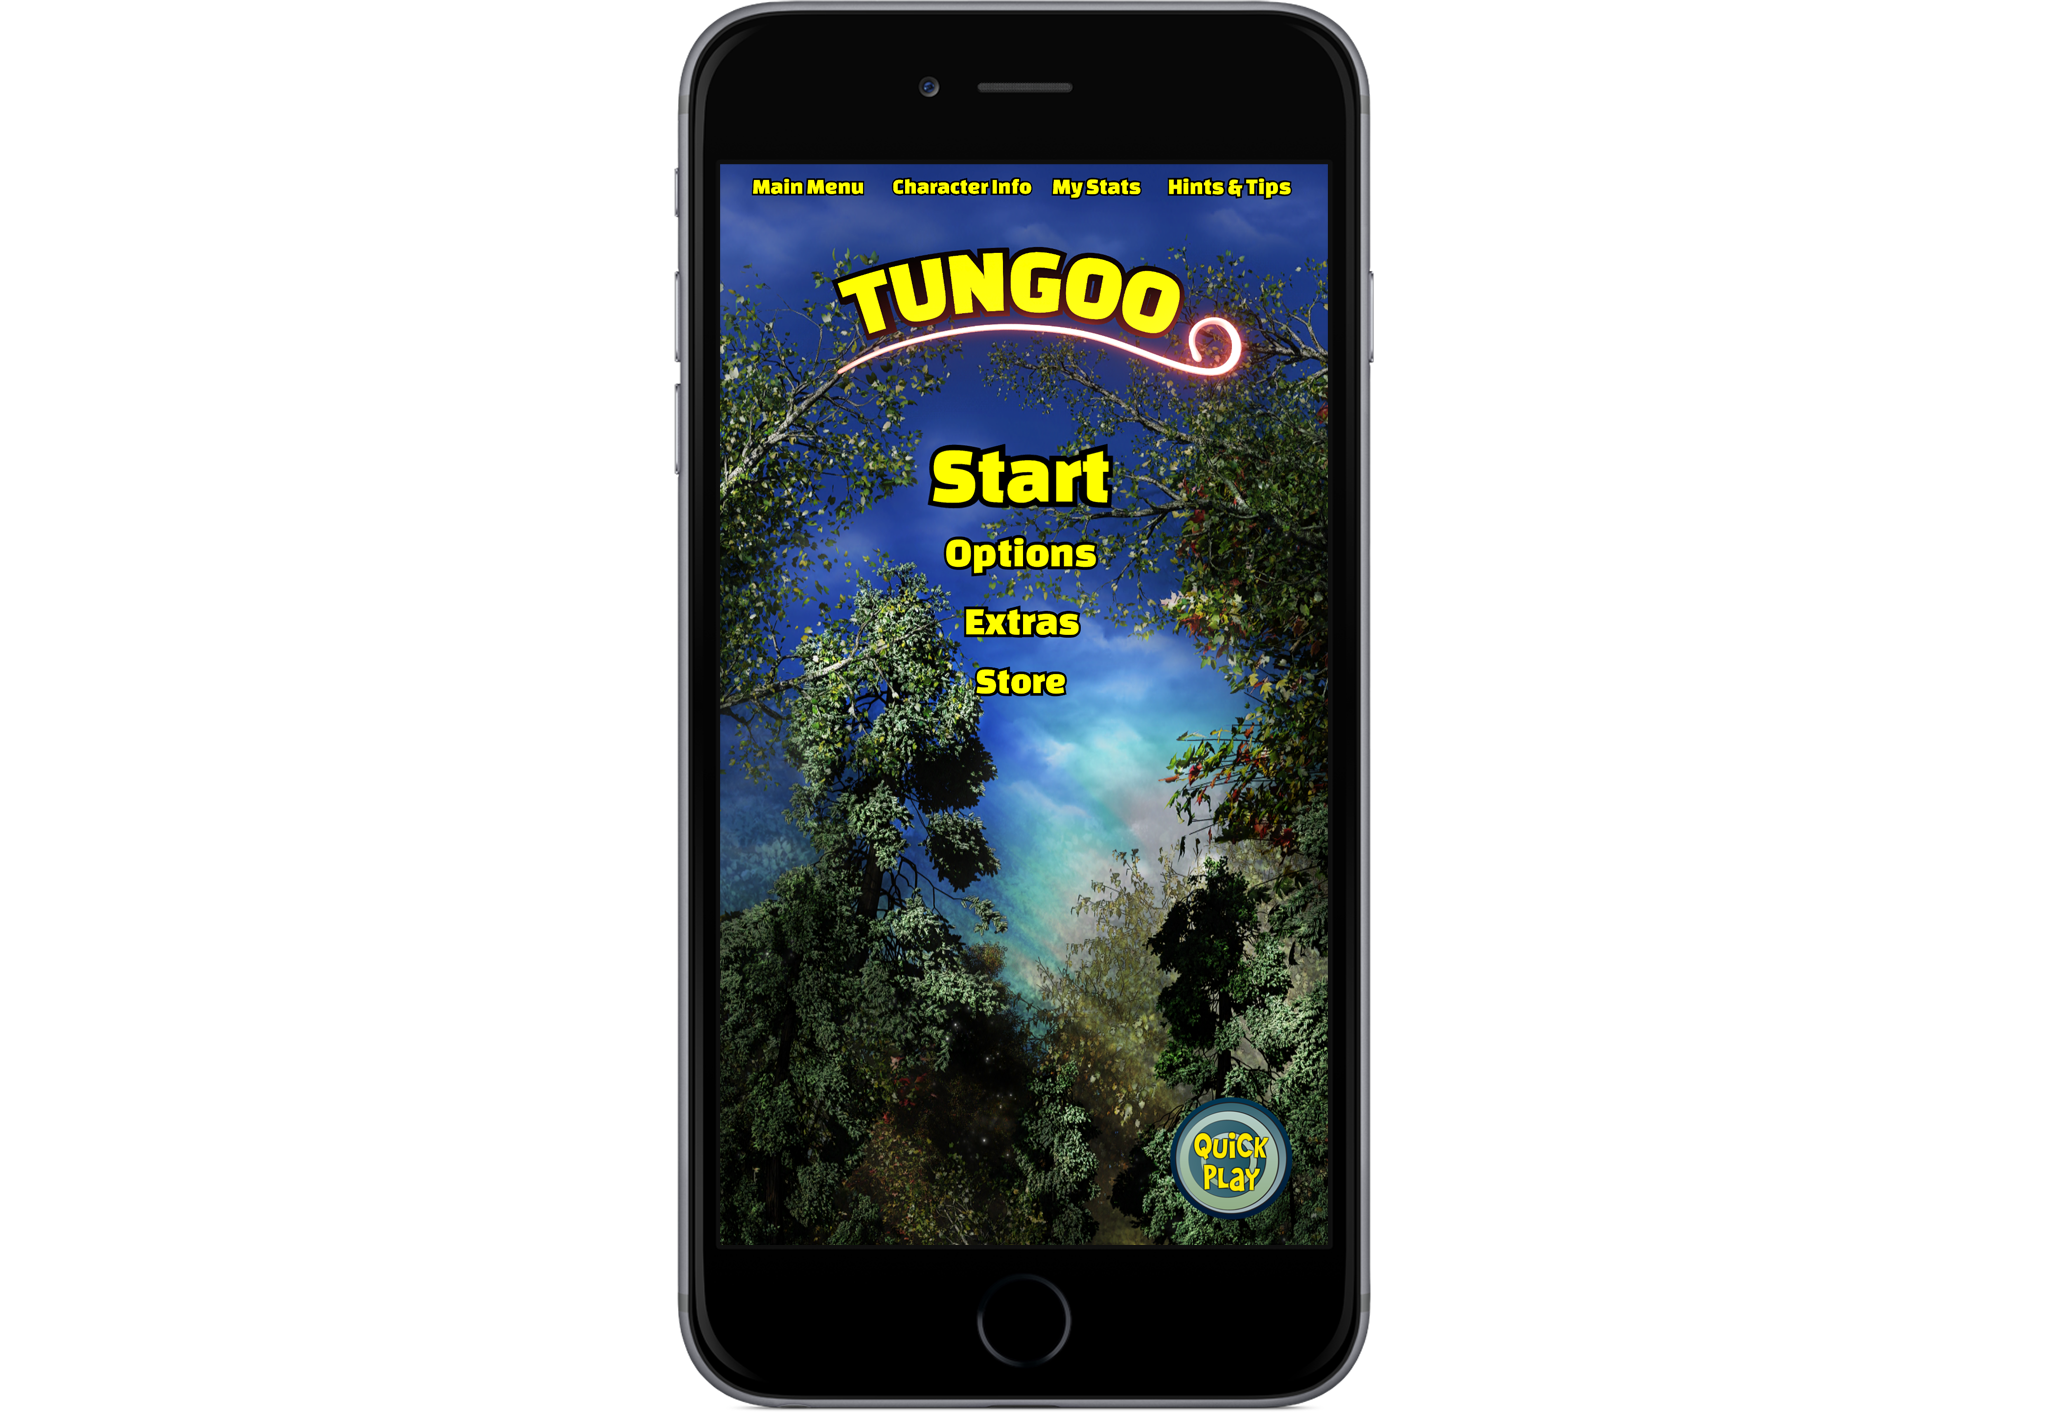 Main Menu Character Info My Stats Hints & Tips
TUNGOO
Start
Options
Extras
Store
QUiCK
PLaY